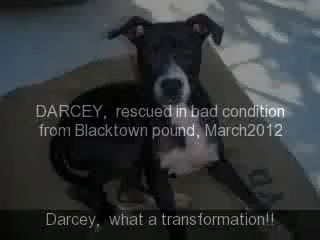 DARCEY,  rescued in bad condition
from Blacktown pound, March2012
Darcey,  what a transformation!!